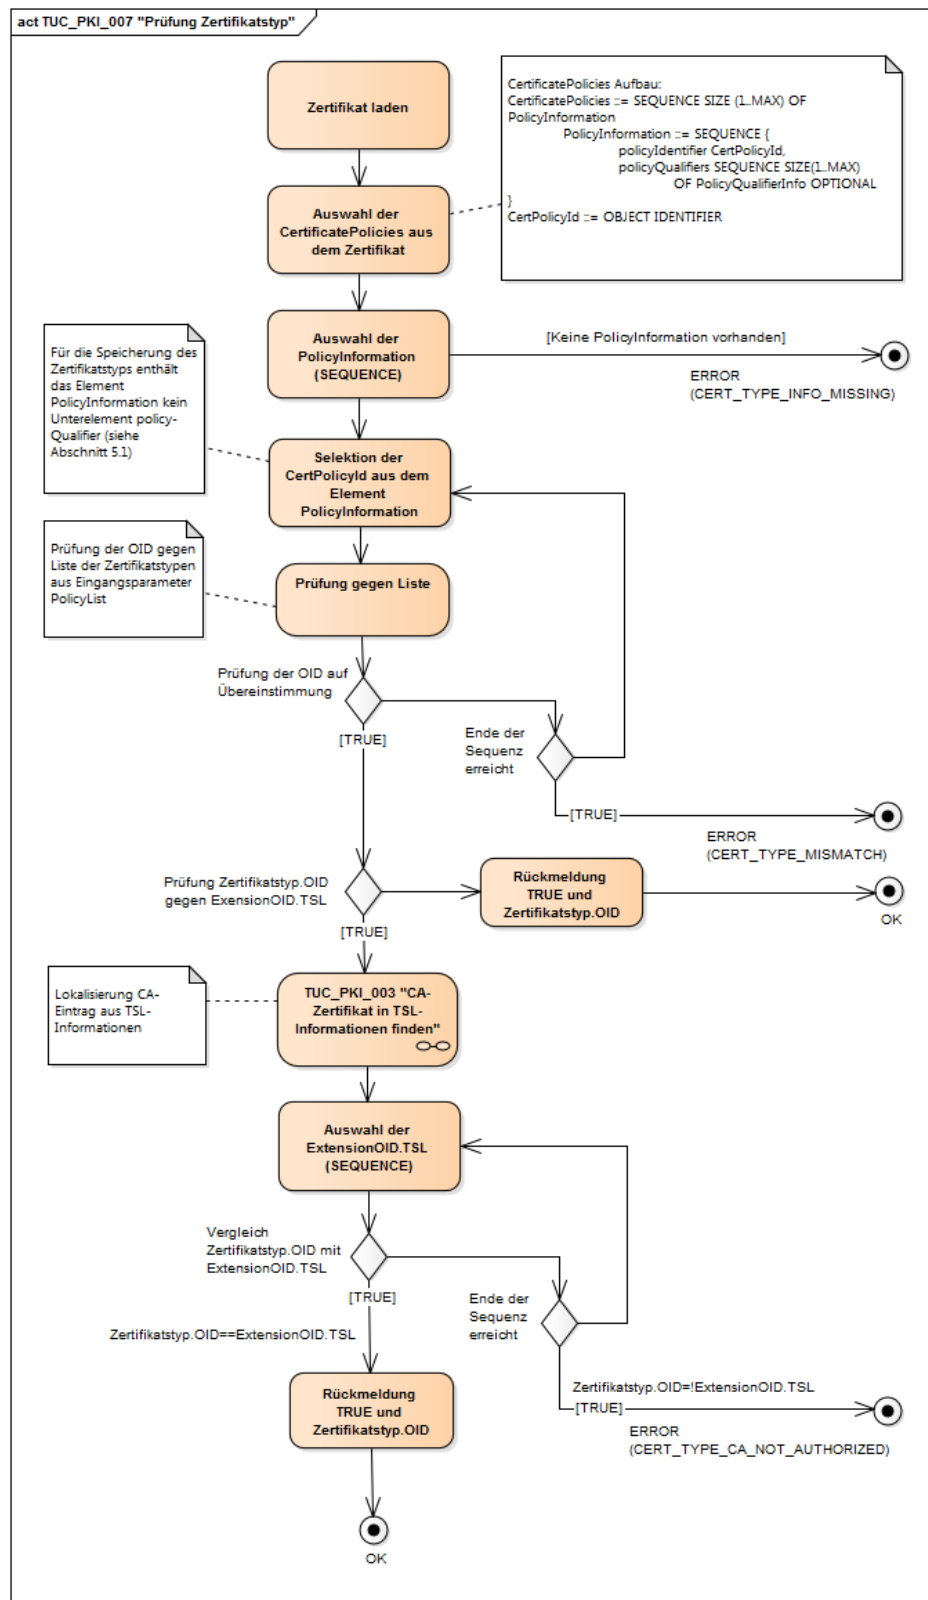 act TUC_PKI_007 "Prüfung Zertifikatstyp"
Zertifikat laden
CertificatePolicies Aufbau:
CertificatePolicies ::= SEQUENCE SIZE (1..MAX) OF
PolicyInformation
PolicyInformation ::= SEQUENCE {
policyIdentifier CertPolicyId,
policyQualifiers SEQUENCE SIZE(1..MAX)
OF PolicyQualifierInfo OPTIONAL
}
CertPolicyId ::= OBJECT IDENTIFIER
Auswahl der
CertificatePolicies aus
dem Zertifikat
Auswahl der
PolicyInformation
(SEQUENCE)
[Keine PolicyInformation vorhanden]
ERROR
(CERT_TYPE_INFO_MISSING)
Für die Speicherung des
Zertifikatstyps enthält
das Element
PolicyInformation kein
Unterelement policy-
Qualifier (siehe
Abschnitt 5.1)
Selektion der
CertPolicyId aus dem
Element
PolicyInformation
Prüfung der OID gegen
Liste der Zertifikatstypen
aus Eingangsparameter
PolicyList
Prüfung gegen Liste
Prüfung der OID auf
Übereinstimmung
[TRUE]
Ende der
Sequenz
erreicht
[TRUE]
ERROR
(CERT_TYPE_MISMATCH)
Prüfung Zertifikatstyp.OID
gegen ExensionOID.TSL
[TRUE]
Rückmeldung
TRUE und
Zertifikatstyp.OID
OK
Lokalisierung CA-
Eintrag aus TSL-
Informationen
TUC_PKI_003 "CA-
Zertifikat in TSL-
Informationen finden"
Auswahl der
ExtensionOID.TSL
(SEQUENCE)
Vergleich
Zertifikatstyp.OID mit
ExtensionOID.TSL
[TRUE]
Zertifikatstyp.OID==ExtensionOID.TSL
Ende der
Sequenz
erreicht
Zertifikatstyp.OID=!ExtensionOID.TSL
[TRUE]
ERROR
(CERT_TYPE_CA_NOT_AUTHORIZED)
Rückmeldung
TRUE und
Zertifikatstyp.OID
OK